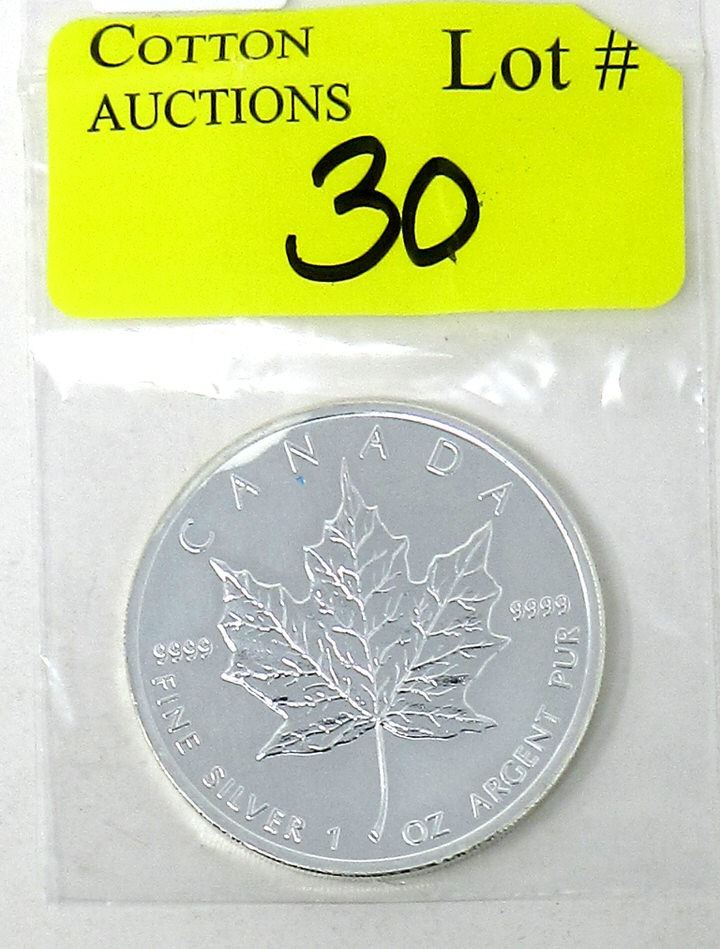 COTTON
AUCTIONS
Lot #
30
CANADA
9999
9999
FINE SILVER 1 OZ ARGENT PUR